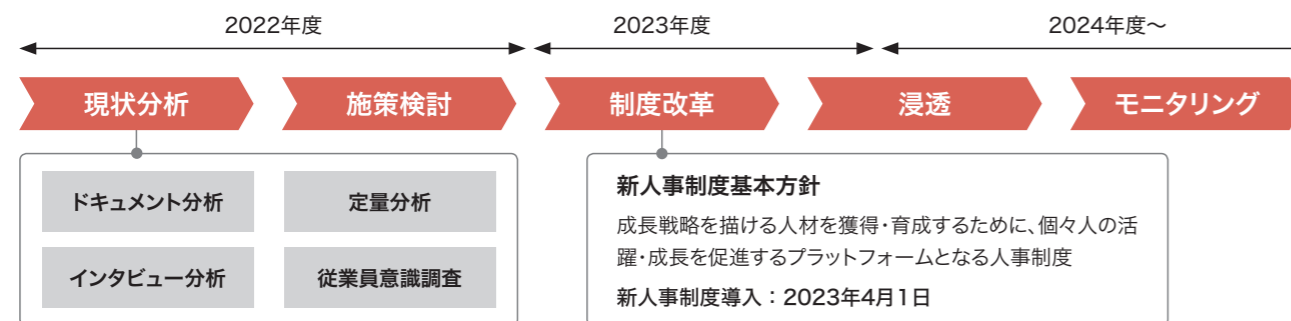 2022年度
2023年度
2024年度〜
現状分析
施策検討
制度改革
浸透
モニタリング
ドキュメント分析
定量分析
インタビュー分析
従業員意識調査
新人事制度基本方針
成長戦略を描ける人材を獲得・育成するために、個々人の活
躍・成長を促進するプラットフォームとなる人事制度
新人事制度導入：2023年4月1日